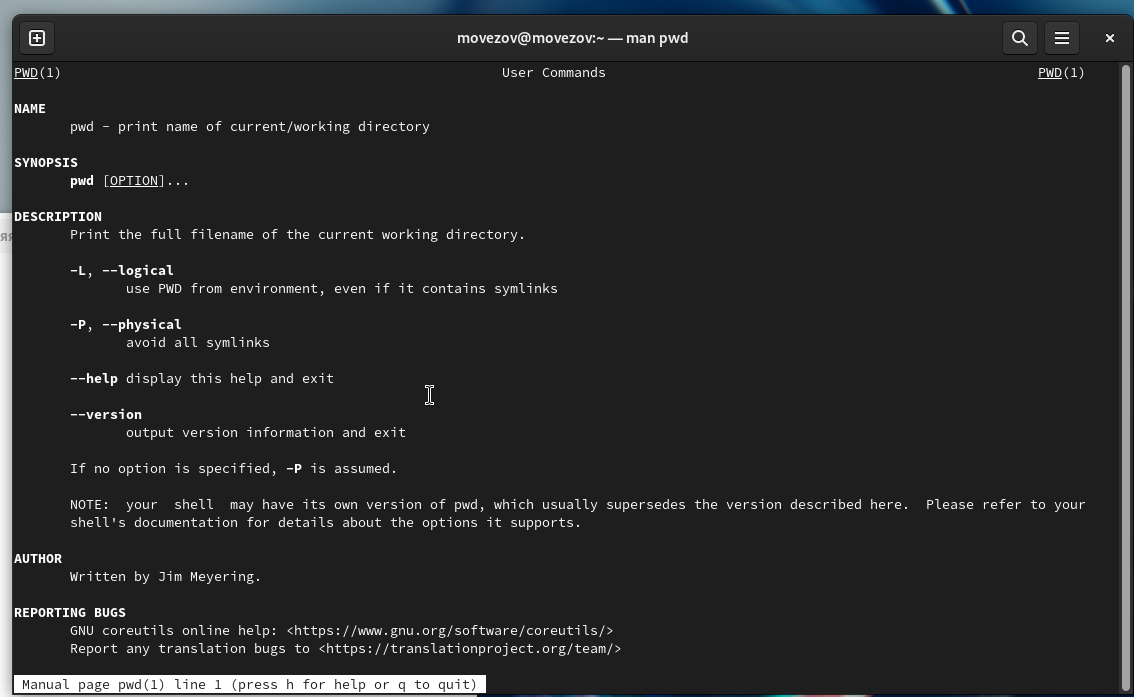 movezov@movezov:~ — man pwd
PWD(1) User Commands PWD(1)
NAME
pwd - print name of current/working directory
SYNOPSIS
pwd [OPTION]...
DESCRIPTION
Print the full filename of the current working directory.
-L, --logical
use PWD from environment, even if it contains symlinks
-P, --physical
avoid all symlinks
--help display this help and exit
--version
output version information and exit
If no option is specified, -P is assumed.
NOTE:  your  shell  may have its own version of pwd, which usually supersedes the version described here.  Please refer to your
shell's documentation for details about the options it supports.
AUTHOR
Written by Jim Meyering.
REPORTING BUGS
GNU coreutils online help: <https://www.gnu.org/software/coreutils/>
Report any translation bugs to <https://translationproject.org/team/>
Manual page pwd(1) line 1 (press h for help or q to quit)